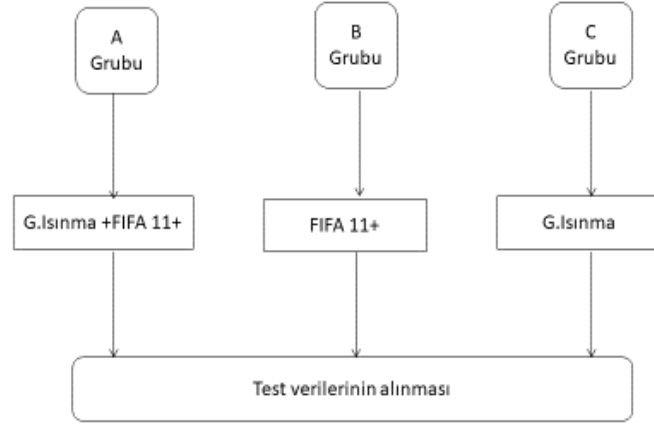 A
Grubu
B
Grubu
C
Grubu
G.Isınma +FIFA 11+
FIFA 11+
G.Isınma
Test verilerinin alınması